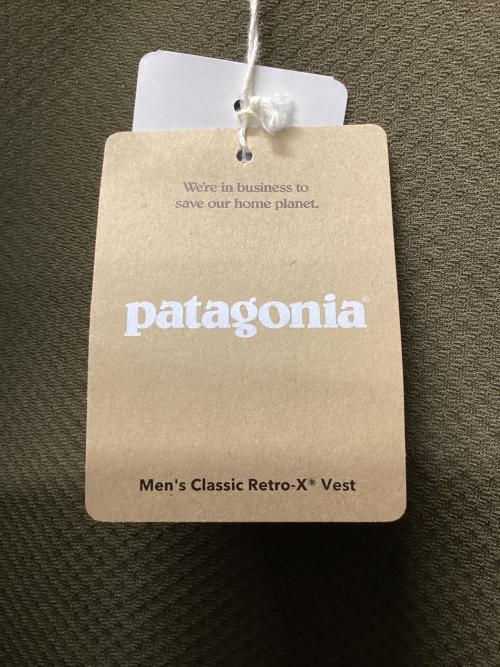 We're in business to
save our home planet.
patagonia®
Men's Classic Retro-X® Vest